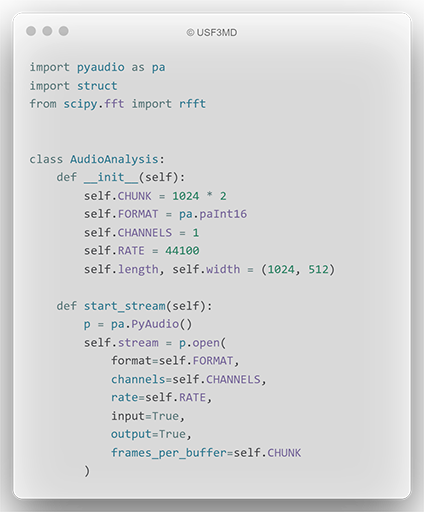 © USF3MD
import pyaudio as pa
import struct
from scipy.fft import rfft
class AudioAnalysis:
    def __init__(self):
        self.CHUNK = 1024 * 2
        self.FORMAT = pa.paInt16
        self.CHANNELS = 1
        self.RATE = 44100
        self.length, self.width = (1024, 512)
    def start_stream(self):
        p = pa.PyAudio()
        self.stream = p.open(
            format=self.FORMAT,
            channels=self.CHANNELS,
            rate=self.RATE,
            input=True,
            output=True,
            frames_per_buffer=self.CHUNK
        )